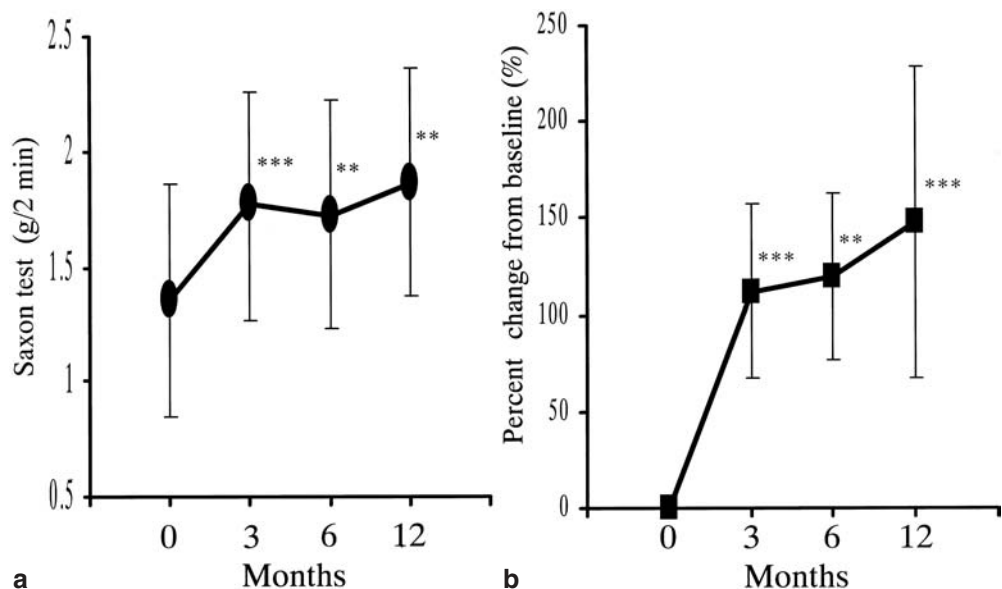 Saxon test (g/2 min)
2.5
2
1.5
1
0.5
***
**
**
0 3 6 12
Months
a
Percent change from baseline (%)
250
200
150
100
50
0
***
**
***
0 3 6 12
Months
b